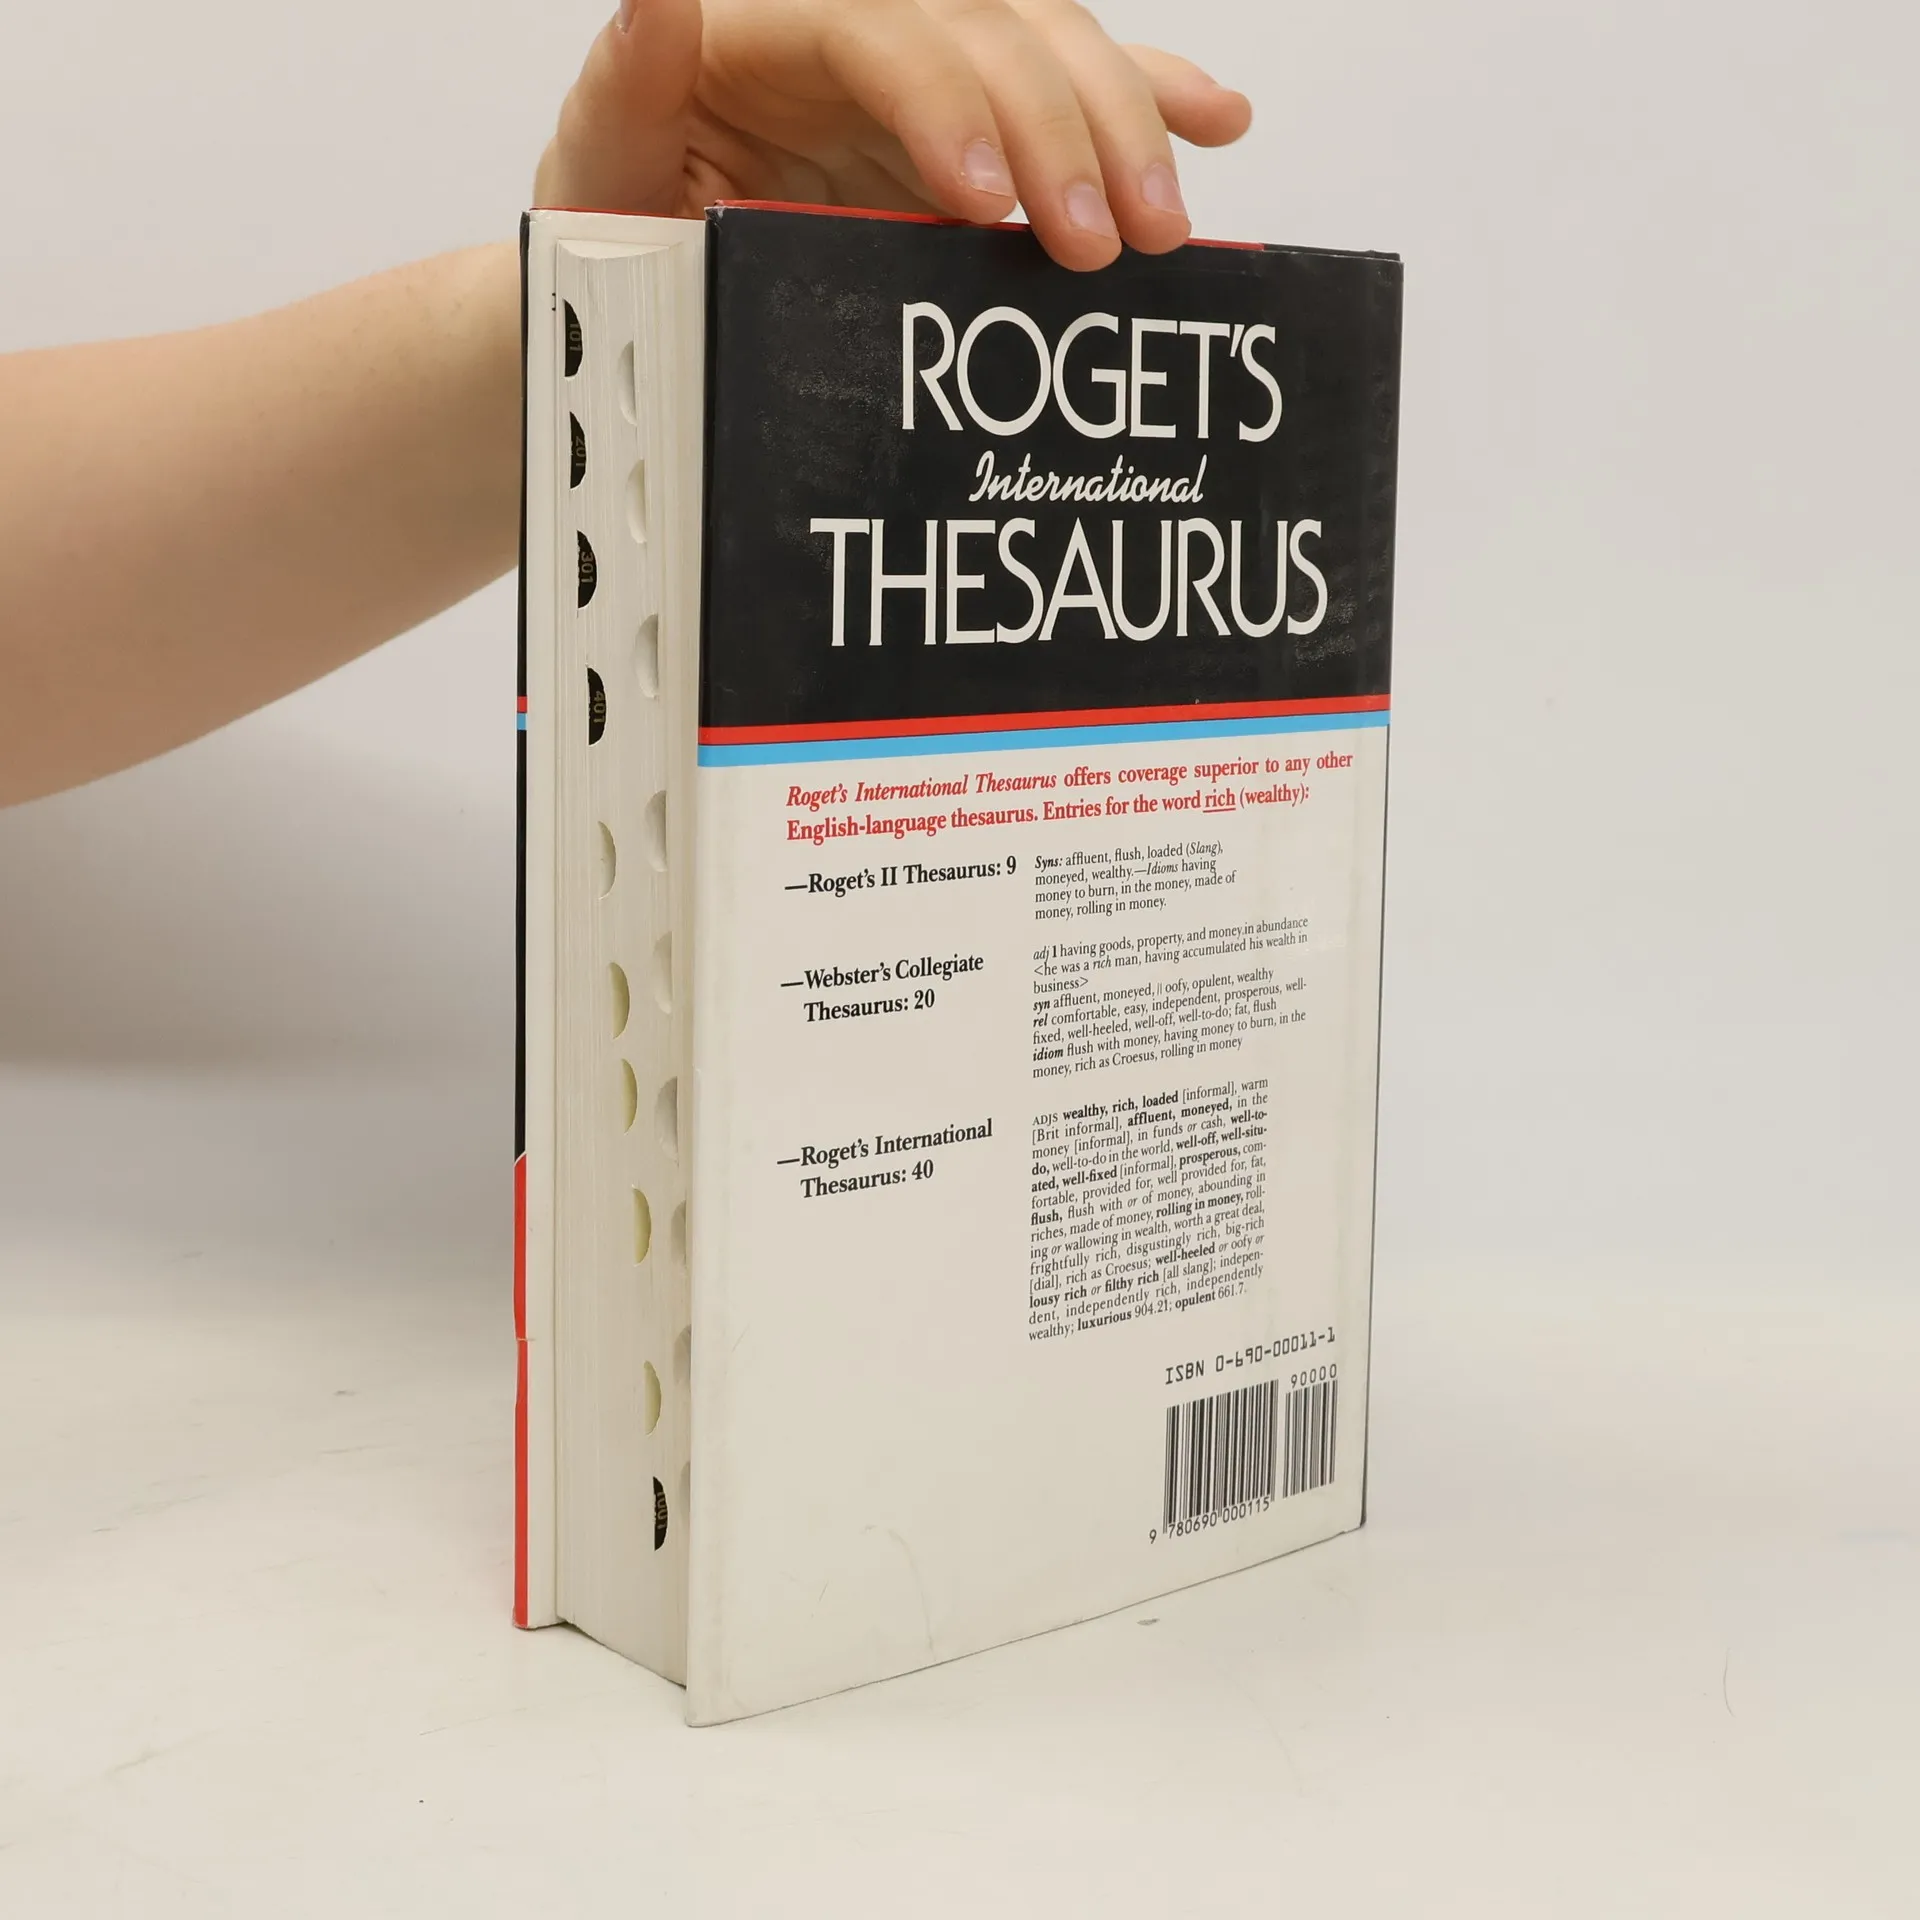 ROGET'S
International
THESAURUS
Roget's International Thesaurus offers coverage superior to any other
English-language thesaurus. Entries for the word rich (wealthy):
—Roget's II Thesaurus: 9
Syns: affluent, flush, loaded (Slang),
moneyed, wealthy.—Idioms having
money to burn, in the money, made of
money, rolling in money.
—Webster's Collegiate
Thesaurus: 20
adj 1 having goods, property, and money in abundance
<he was a rich man, having accumulated his wealth in
business>
syn affluent, moneyed, || oofy, opulent, wealthy
rel comfortable, easy, independent, prosperous, well-
fixed, well-heeled, well-off, well-to-do; fat, flush
idiom flush with money, having money to burn, in the
money, rich as Croesus, rolling in money
—Roget's International
Thesaurus: 40
ADJS wealthy, rich, loaded [informal], warm
[Brit informal], affluent, moneyed, in the
money [informal], in funds or cash, well-to-
do, well-to-do in the world, well-off, well-situ-
ated, well-fixed [informal], prosperous, com-
fortable, provided for, well provided for, fat,
flush, flush with or of money, abounding in
riches, made of money, rolling in money, roll-
ing or wallowing in wealth, worth a great deal,
frightfully rich, disgustingly rich, big-rich
[dial], rich as Croesus; well-heeled or oofy or
lousy rich or filthy rich [all slang]; indepen-
dent, independently rich, independently
wealthy; luxurious 904.21; opulent 661.7.
ISBN 0-690-00011-1
90000
9 780690 000115
101
201
301
401
1001